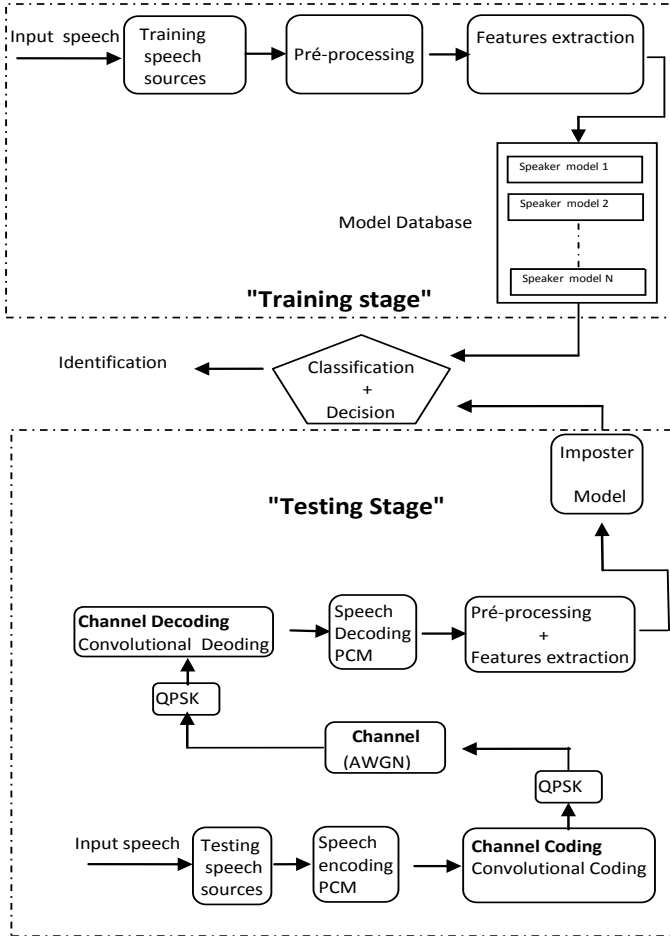 Input speech
Training
speech
sources
Pré-processing
Features extraction
Speaker model 1
Speaker model 2
Model Database
Speaker model N
"Training stage"
Identification
Classification
+
Decision
Imposter
Model
"Testing Stage"
Channel Decoding
Convolutional Deoding
Speech
Decoding
PCM
Pré-processing
+
Features extraction
QPSK
Channel
(AWGN)
QPSK
Input speech
Testing
speech
sources
Speech
encoding
PCM
Channel Coding
Convolutional Coding